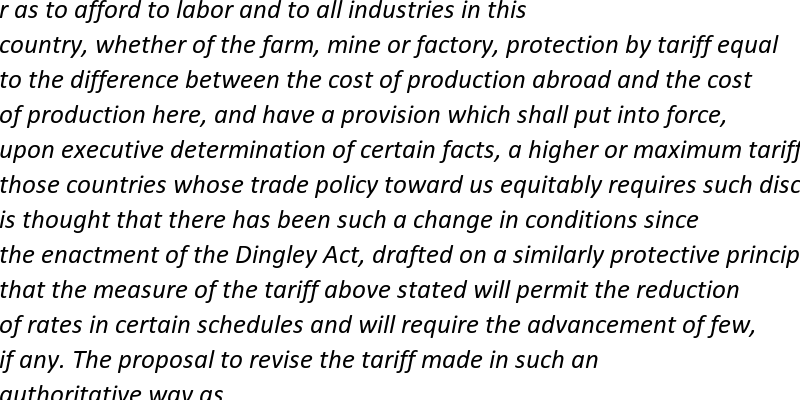 r as to afford to labor and to all industries in this
country, whether of the farm, mine or factory, protection by tariff equal
to the difference between the cost of production abroad and the cost
of production here, and have a provision which shall put into force,
upon executive determination of certain facts, a higher or maximum tariff
those countries whose trade policy toward us equitably requires such disc
is thought that there has been such a change in conditions since
the enactment of the Dingley Act, drafted on a similarly protective princip
that the measure of the tariff above stated will permit the reduction
of rates in certain schedules and will require the advancement of few,
if any. The proposal to revise the tariff made in such an
authoritative way as